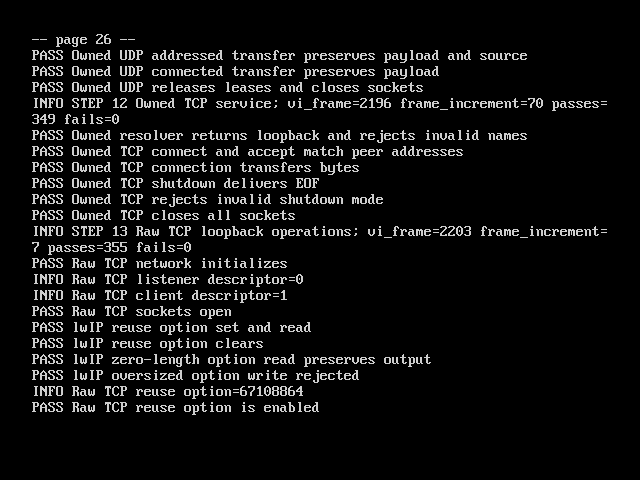 -- page 26 --
PASS Owned UDP addressed transfer preserves payload and source
PASS Owned UDP connected transfer preserves payload
PASS Owned UDP releases leases and closes sockets
INFO STEP 12 Owned TCP service; vi_frame=2196 frame_increment=70 passes=
349 fails=0
PASS Owned resolver returns loopback and rejects invalid names
PASS Owned TCP connect and accept match peer addresses
PASS Owned TCP connection transfers bytes
PASS Owned TCP shutdown delivers EOF
PASS Owned TCP rejects invalid shutdown mode
PASS Owned TCP closes all sockets
INFO STEP 13 Raw TCP loopback operations; vi_frame=2203 frame_increment=
7 passes=355 fails=0
PASS Raw TCP network initializes
INFO Raw TCP listener descriptor=0
INFO Raw TCP client descriptor=1
PASS Raw TCP sockets open
PASS lwIP reuse option set and read
PASS lwIP reuse option clears
PASS lwIP zero-length option read preserves output
PASS lwIP oversized option write rejected
INFO Raw TCP reuse option=67108864
PASS Raw TCP reuse option is enabled